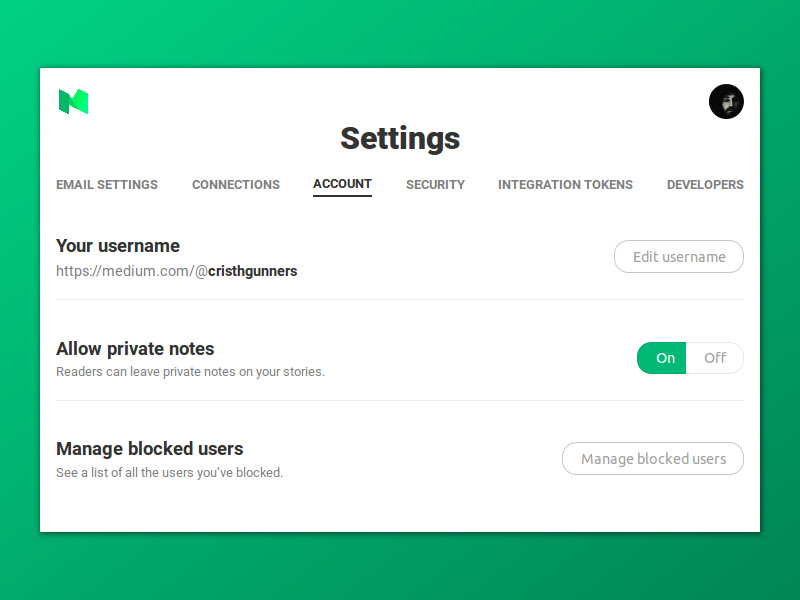 Settings
EMAIL SETTINGS CONNECTIONS ACCOUNT SECURITY INTEGRATION TOKENS DEVELOPERS
Your username
https://medium.com/@cristhgunners
Edit username
Allow private notes
Readers can leave private notes on your stories.
On Off
Manage blocked users
See a list of all the users you’ve blocked.
Manage blocked users